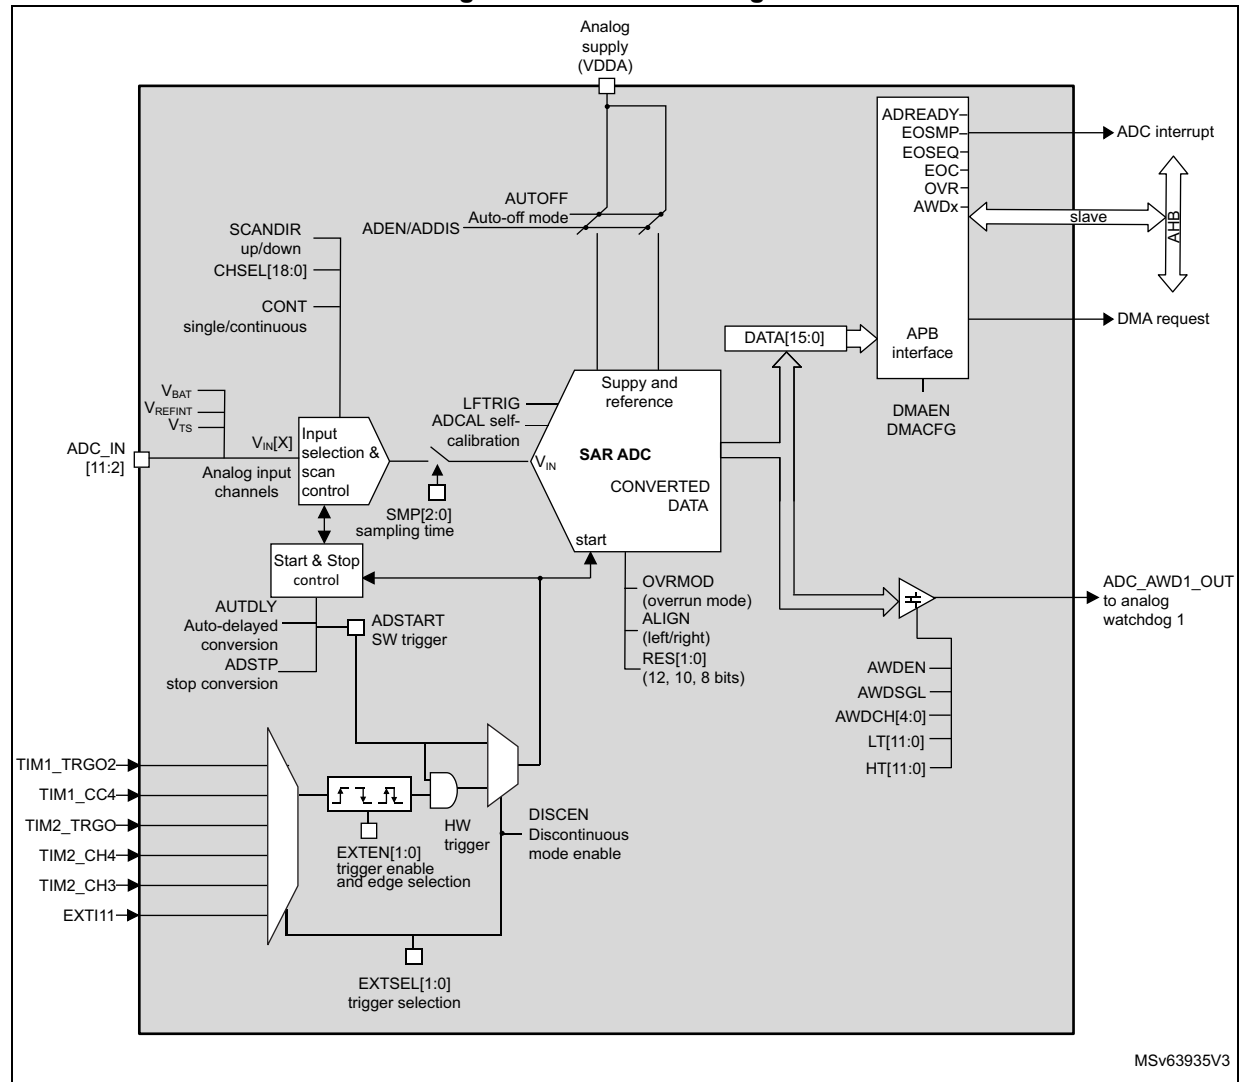 Analog
supply
(VDDA)
ADREADY
EOSMP
EOSEQ
EOC
OVR
AWDx
ADC interrupt
slave
AHB
DMA request
APB
interface
DMAEN
DMACFG
DATA[15:0]
AUTOFF
Auto-off mode
ADEN/ADDIS
SCANDIR
up/down
CHSEL[18:0]
CONT
single/continuous
VBAT
VREFINT
VTS
ADC_IN
[11:2]
VIN[X]
Analog input
channels
Input
selection &
scan
control
SMP[2:0]
sampling time
LFTRIG
ADCAL self-
calibration
Suppy and
reference
VIN
SAR ADC
CONVERTED
DATA
start
Start & Stop
control
AUTDLY
Auto-delayed
conversion
ADSTP
stop conversion
ADSTART
SW trigger
OVRMOD
(overrun mode)
ALIGN
(left/right)
RES[1:0]
(12, 10, 8 bits)
ADC_AWD1_OUT
to analog
watchdog 1
AWDEN
AWDSGL
AWDCH[4:0]
LT[11:0]
HT[11:0]
TIM1_TRGO2
TIM1_CC4
TIM2_TRGO
TIM2_CH4
TIM2_CH3
EXTI11
EXTEN[1:0]
trigger enable
and edge selection
HW
trigger
DISCEN
Discontinuous
mode enable
EXTSEL[1:0]
trigger selection
MSv63935V3